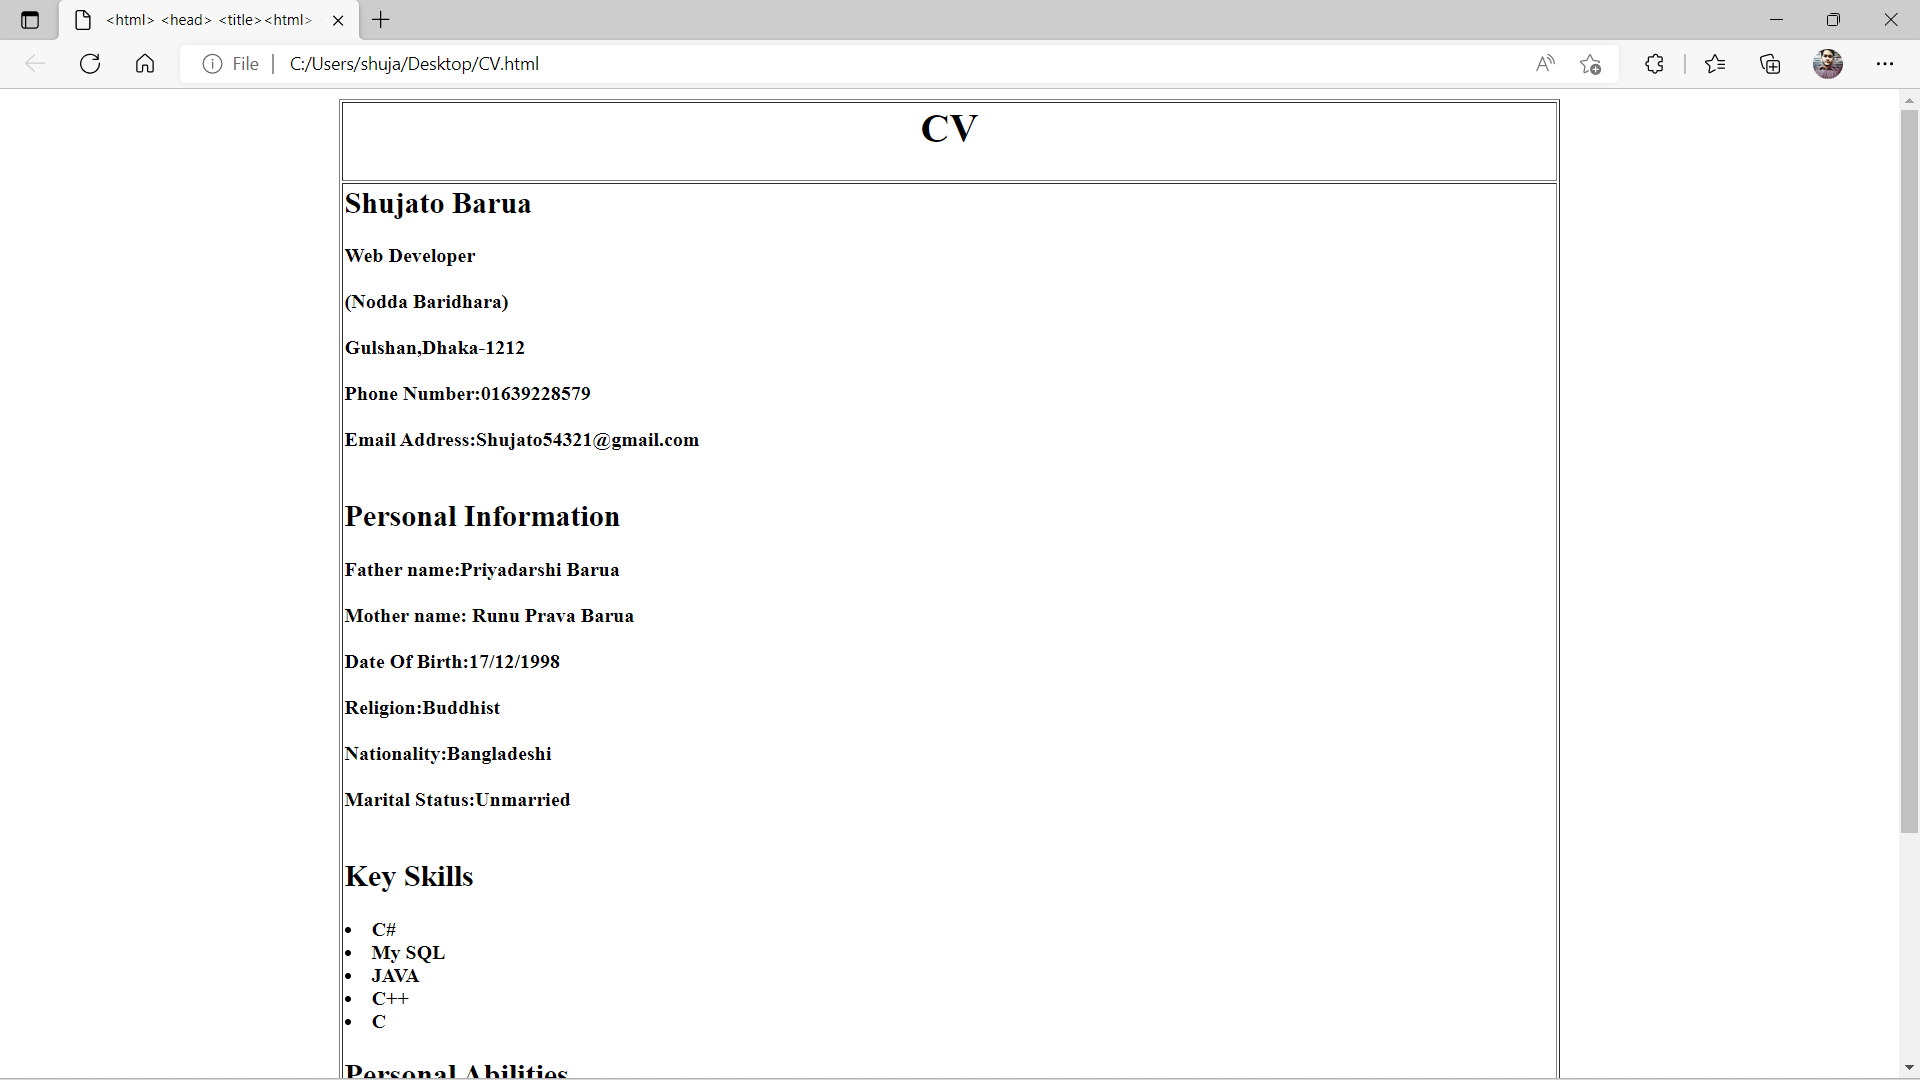 <html> <head> <title><html>
File
C:/Users/shuja/Desktop/CV.html
CV
Shujato Barua
Web Developer
(Nodda Baridhara)
Gulshan,Dhaka-1212
Phone Number:01639228579
Email Address:Shujato54321@gmail.com
Personal Information
Father name:Priyadarshi Barua
Mother name: Runu Prava Barua
Date Of Birth:17/12/1998
Religion:Buddhist
Nationality:Bangladeshi
Marital Status:Unmarried
Key Skills
C#
My SQL
JAVA
C++
C
Personal Abilities